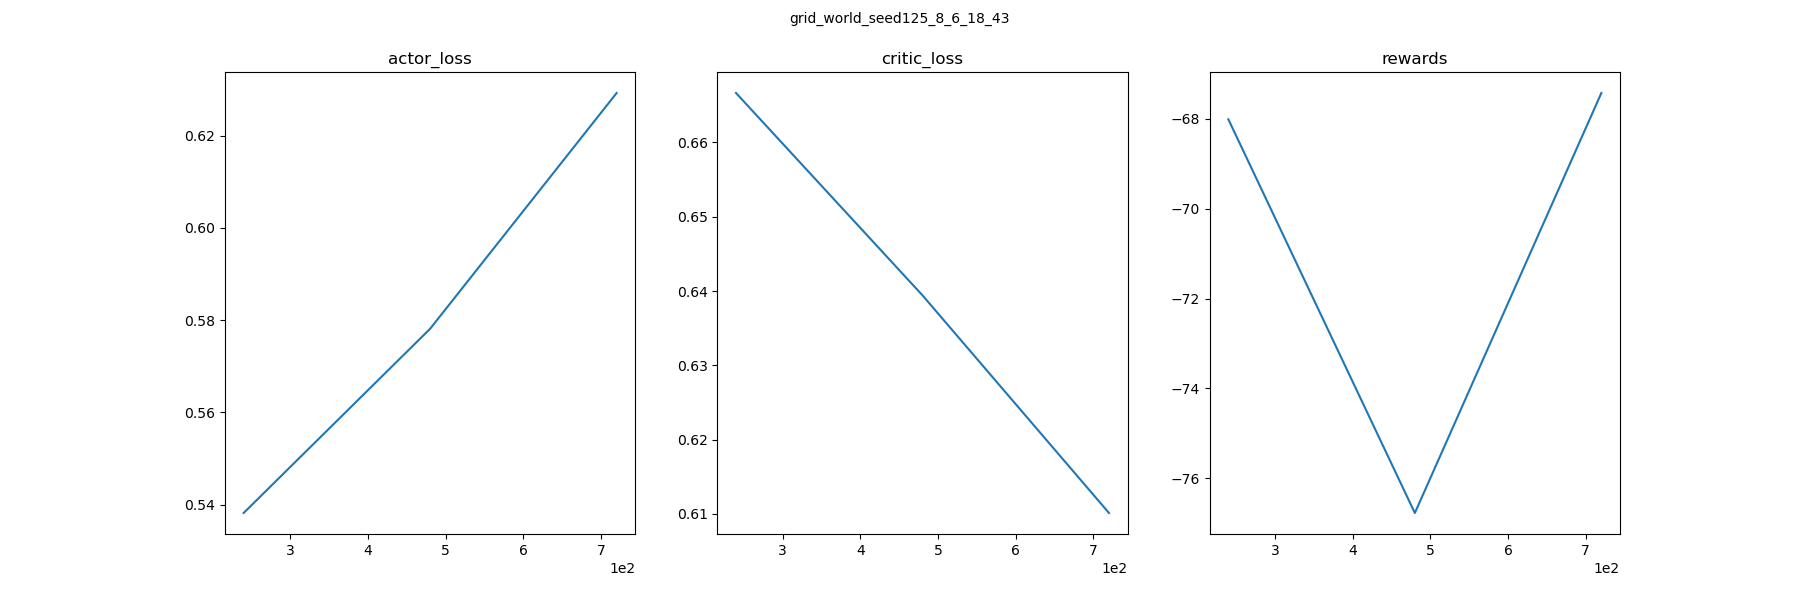 grid_world_seed125_8_6_18_43
actor_loss
0.62
0.60
0.58
0.56
0.54
3 4 5 6 7
1e2
critic_loss
0.66
0.65
0.64
0.63
0.62
0.61
3 4 5 6 7
1e2
rewards
−68
−70
−72
−74
−76
3 4 5 6 7
1e2